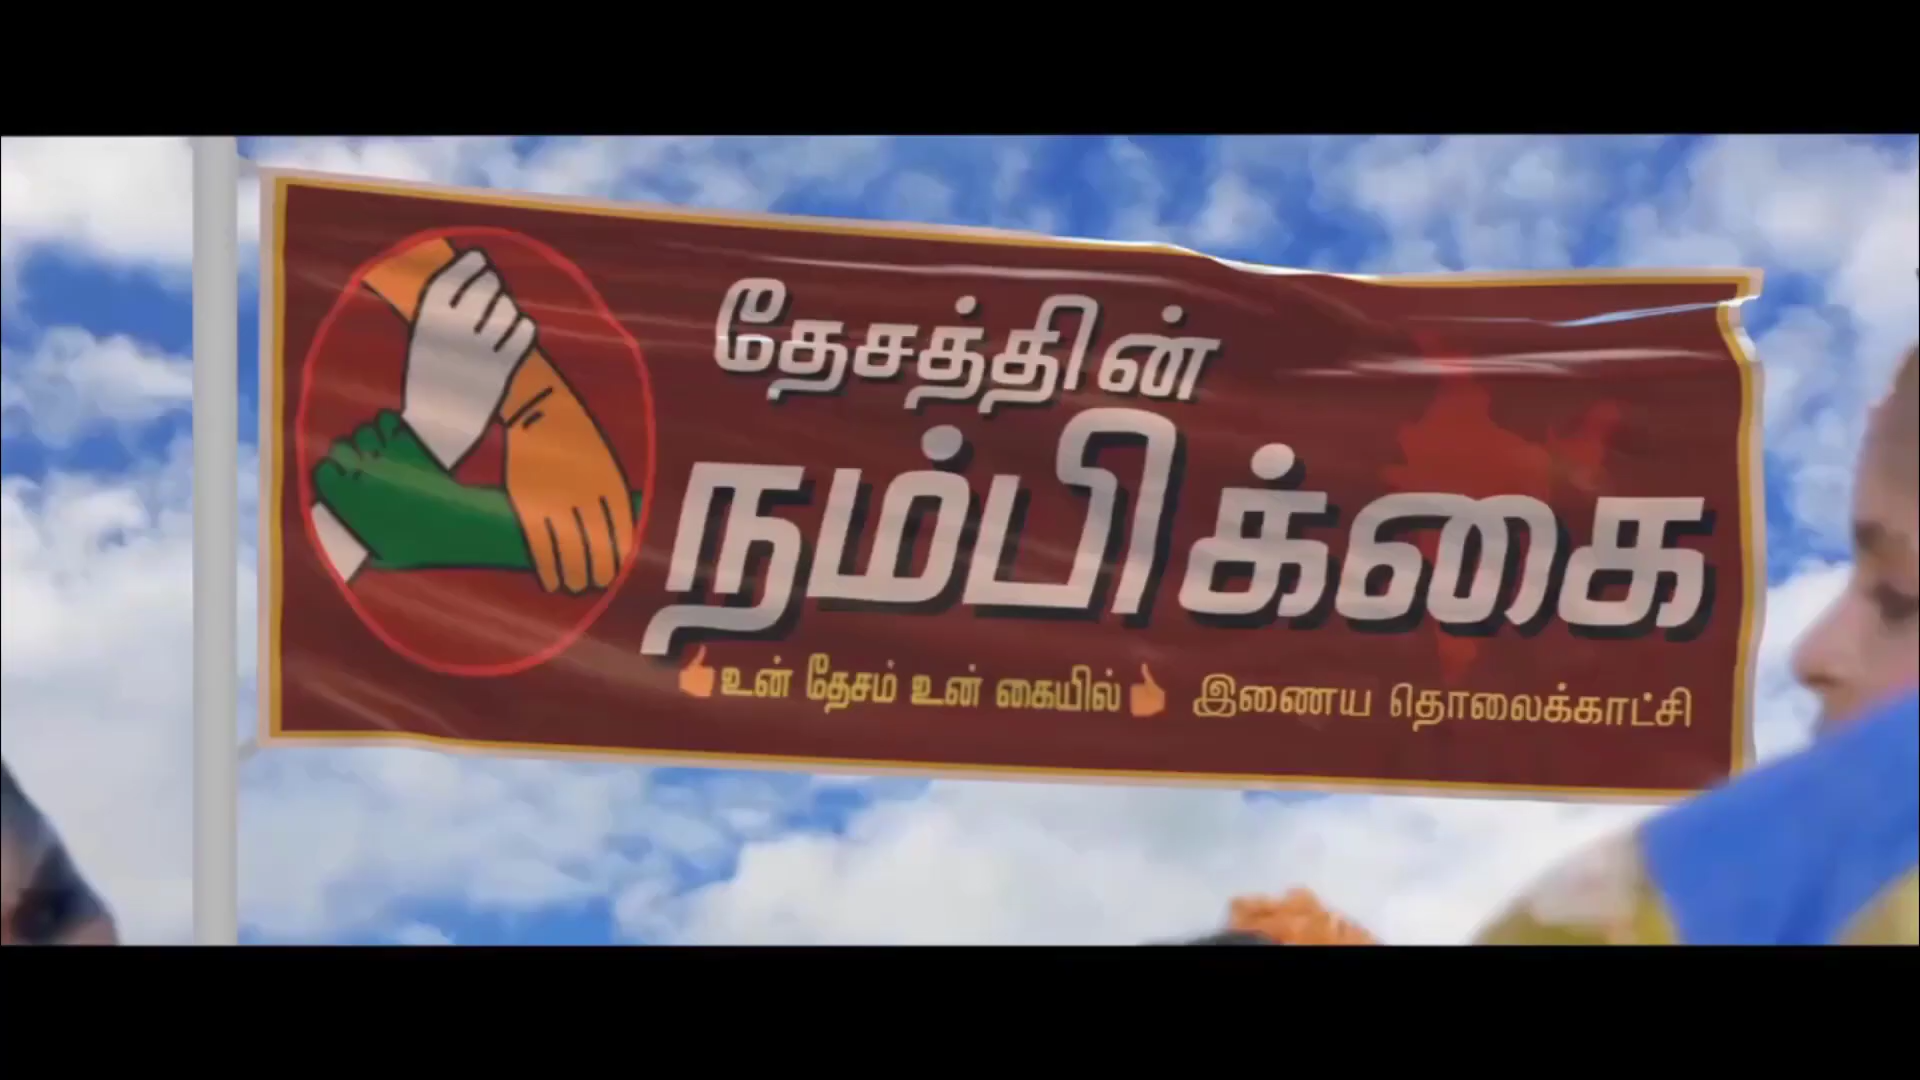 தேசத்தின்
நம்பிக்கை
உன் தேசம் உன் கையில் இணைய தொலைக்காட்சி